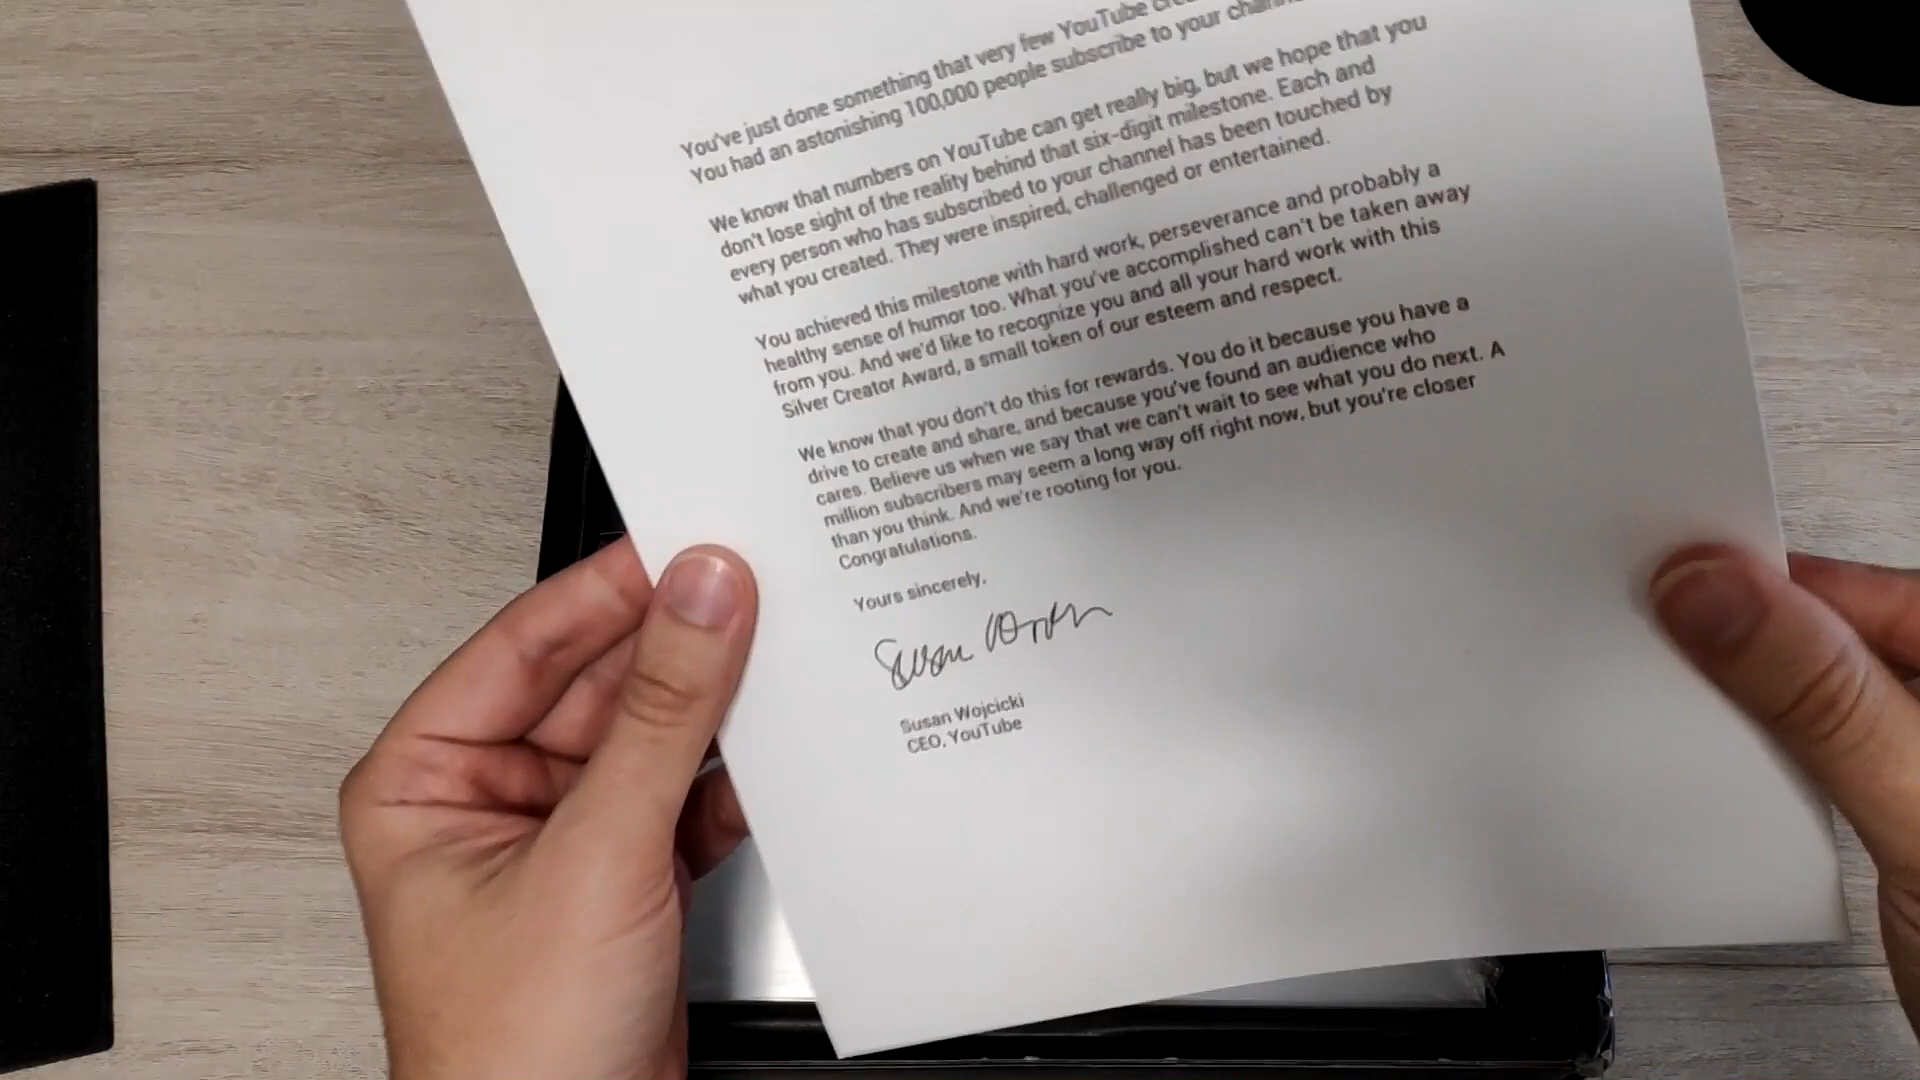 You've just done something that very few YouTube
You had an astonishing 100,000 people subscribe to your
We know that numbers on YouTube can get really big, but we hope that you
don't lose sight of the reality behind that six-digit milestone. Each and
every person who has subscribed to your channel has been touched by
what you created. They were inspired, challenged or entertained.
You achieved this milestone with hard work, perseverance and probably a
healthy sense of humor too. What you've accomplished can't be taken away
from you. And we'd like to recognize you and all your hard work with this
Silver Creator Award, a small token of our esteem and respect.
We know that you don't do this for rewards. You do it because you have a
drive to create and share, and because you've found an audience who
cares. Believe us when we say that we can't wait to see what you do next. A
million subscribers may seem a long way off right now, but you're closer
than you think. And we're rooting for you.
Congratulations.
Yours sincerely,
Susan
Susan Wojcicki
CEO, YouTube